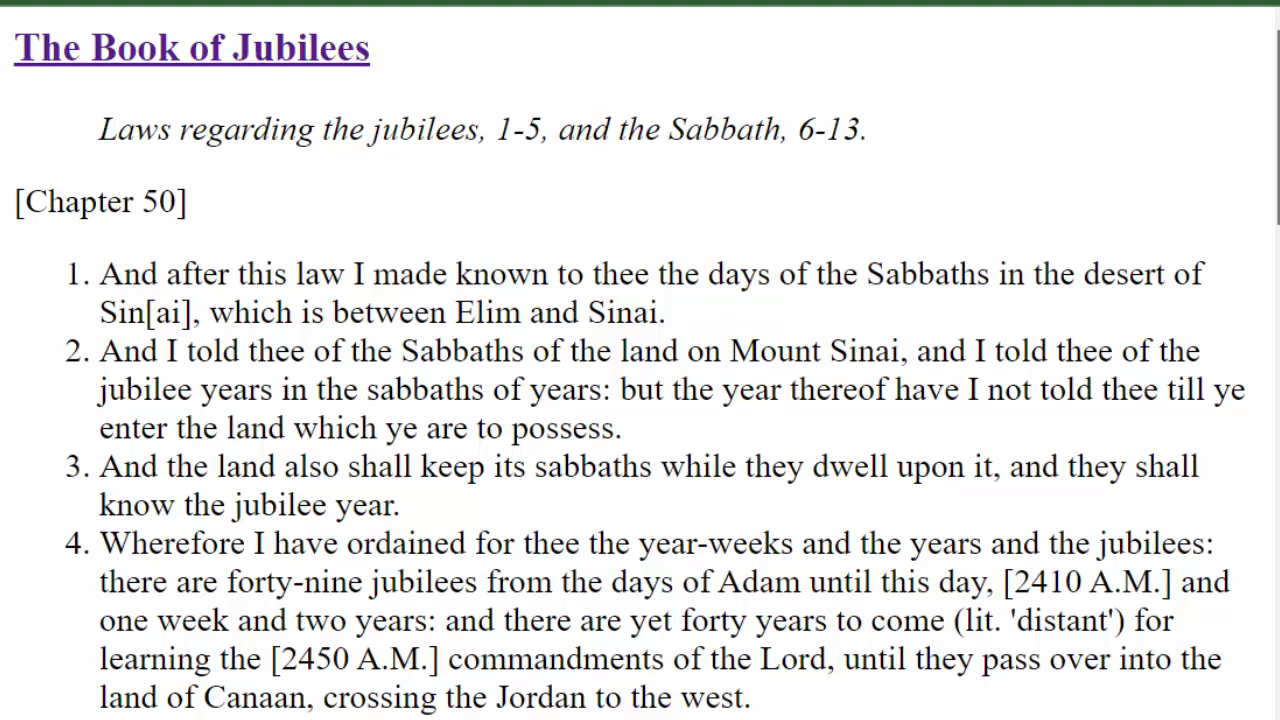 The Book of Jubilees
Laws regarding the jubilees, 1-5, and the Sabbath, 6-13.
[Chapter 50]
1. And after this law I made known to thee the days of the Sabbaths in the desert of
Sin[ai], which is between Elim and Sinai.
2. And I told thee of the Sabbaths of the land on Mount Sinai, and I told thee of the
jubilee years in the sabbaths of years: but the year thereof have I not told thee till ye
enter the land which ye are to possess.
3. And the land also shall keep its sabbaths while they dwell upon it, and they shall
know the jubilee year.
4. Wherefore I have ordained for thee the year-weeks and the years and the jubilees:
there are forty-nine jubilees from the days of Adam until this day, [2410 A.M.] and
one week and two years: and there are yet forty years to come (lit. 'distant') for
learning the [2450 A.M.] commandments of the Lord, until they pass over into the
land of Canaan, crossing the Jordan to the west.